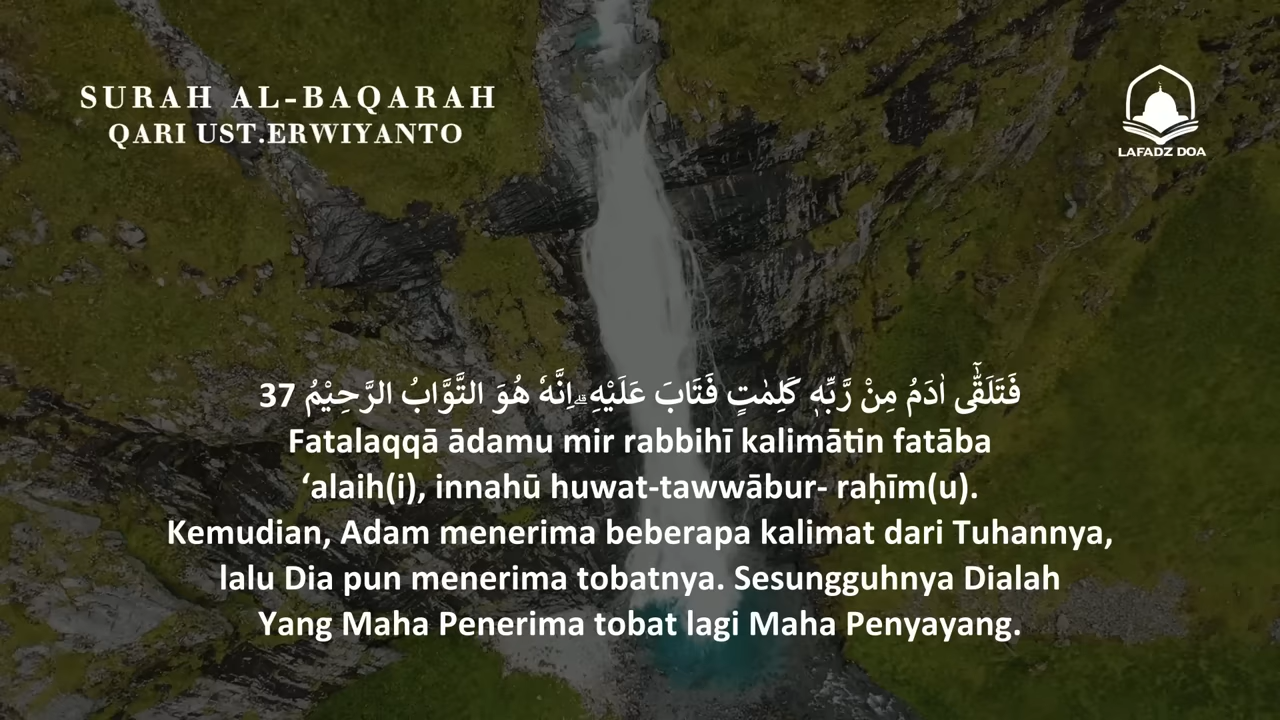 SURAH AL-BAQARAH
QARI UST.ERWIYANTO
LAFADZ DOA
فَتَلَقّٰٓى اٰدَمُ مِنْ رَّبِّهٖ كَلِمٰتٍ فَتَابَ عَلَيْهِ ۗ اِنَّهٗ هُوَ التَّوَّابُ الرَّحِيْمُ 37
Fatalaqqā ādamu mir rabbihī kalimātin fatāba
‘alaih(i), innahū huwat-tawwābur- raḥīm(u).
Kemudian, Adam menerima beberapa kalimat dari Tuhannya,
lalu Dia pun menerima tobatnya. Sesungguhnya Dialah
Yang Maha Penerima tobat lagi Maha Penyayang.